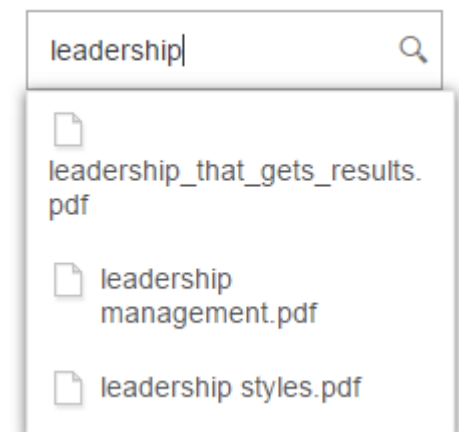 leadership
leadership_that_gets_results.
pdf
leadership
management.pdf
leadership styles.pdf